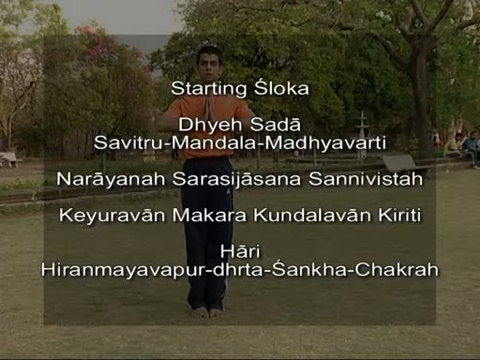 Starting Śloka
Dhyeh Sadā
Savitru-Mandala-Madhyavarti
Narāyanah Sarasijāsana Sannivistah
Keyuravān Makara Kundalavān Kiriti
Hāri
Hiranmayavapur-dhrta-Śankha-Chakrah